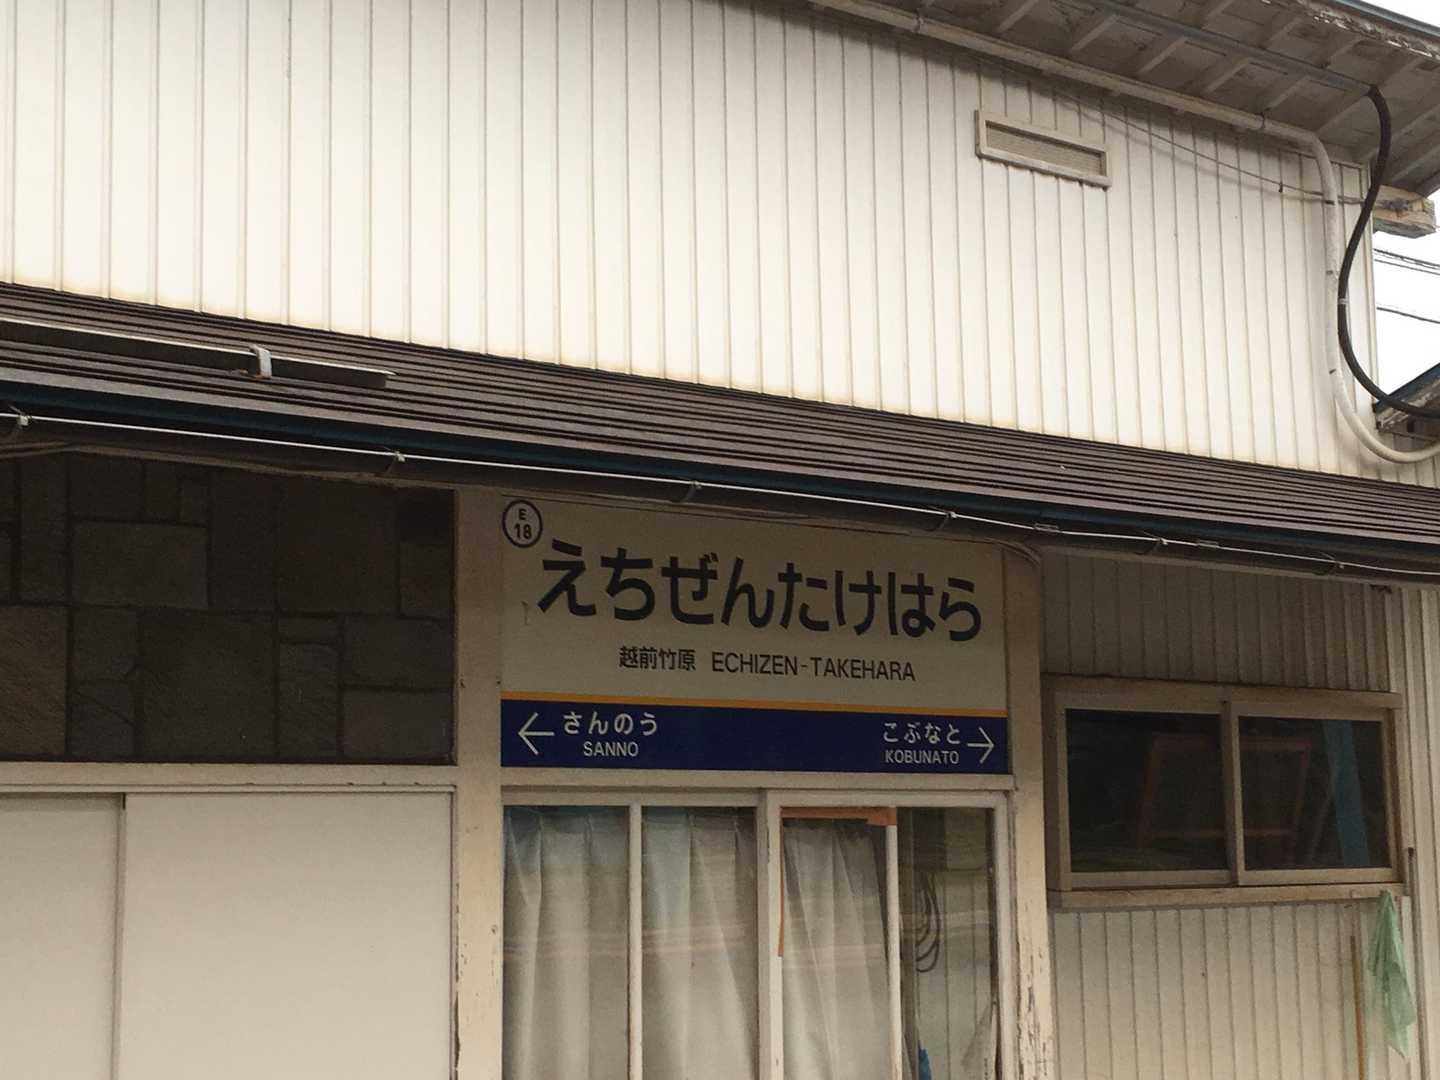 E
18
えちぜんたけはら
越前竹原 ECHIZEN-TAKEHARA
← さんのう こぶなと →
SANNO KOBUNATO